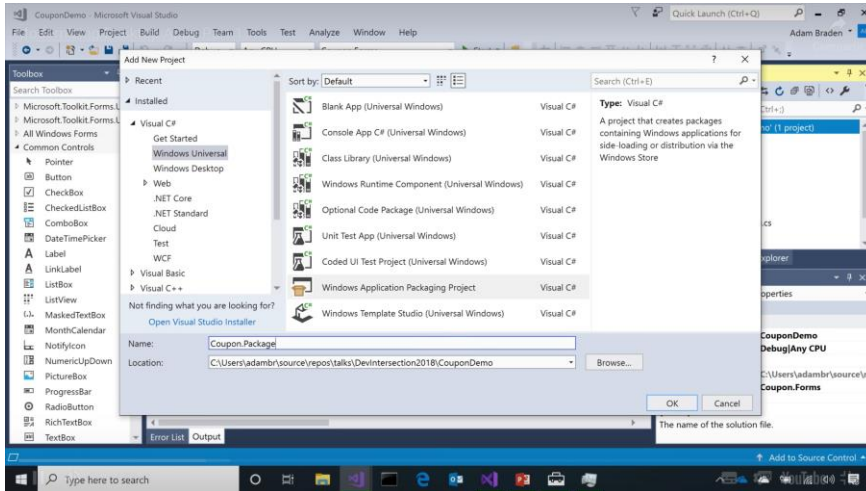 CouponDemo - Microsoft Visual Studio
Quick Launch (Ctrl+Q)
File Edit View Project Build Debug Team Tools Test Analyze Window Help
Adam Braden
Add New Project
Toolbox
Search Toolbox
Microsoft.Toolkit.Forms.U
Microsoft.Toolkit.Forms.U
All Windows Forms
Common Controls
Pointer
Button
CheckBox
CheckedListBox
ComboBox
DateTimePicker
Label
LinkLabel
ListBox
ListView
MaskedTextBox
MonthCalendar
NotifyIcon
NumericUpDown
PictureBox
ProgressBar
RadioButton
RichTextBox
TextBox
Recent
Installed
Visual C#
Get Started
Windows Universal
Windows Desktop
Web
.NET Core
.NET Standard
Cloud
Test
WCF
Visual Basic
Visual C++
Not finding what you are looking for?
Open Visual Studio Installer
Sort by: Default
Search (Ctrl+E)
Blank App (Universal Windows) Visual C#
Console App C# (Universal Windows) Visual C#
Class Library (Universal Windows) Visual C#
Windows Runtime Component (Universal Windows) Visual C#
Optional Code Package (Universal Windows) Visual C#
Unit Test App (Universal Windows) Visual C#
Coded UI Test Project (Universal Windows) Visual C#
Windows Application Packaging Project Visual C#
Windows Template Studio (Universal Windows) Visual C#
Type: Visual C#
A project that creates packages
containing Windows applications for
side-loading or distribution via the
Windows Store
Name: Coupon.Package
Location: C:\Users\adambr\source\repos\talks\DevIntersection2018\CouponDemo
Browse...
OK Cancel
trl+;)
no' (1 project)
.cs
xplorer
operties
CouponDemo
Debug|Any CPU
C:\Users\adambr\source\r
Coupon.Forms
The name of the solution file.
Error List Output
Add to Source Control
Type here to search